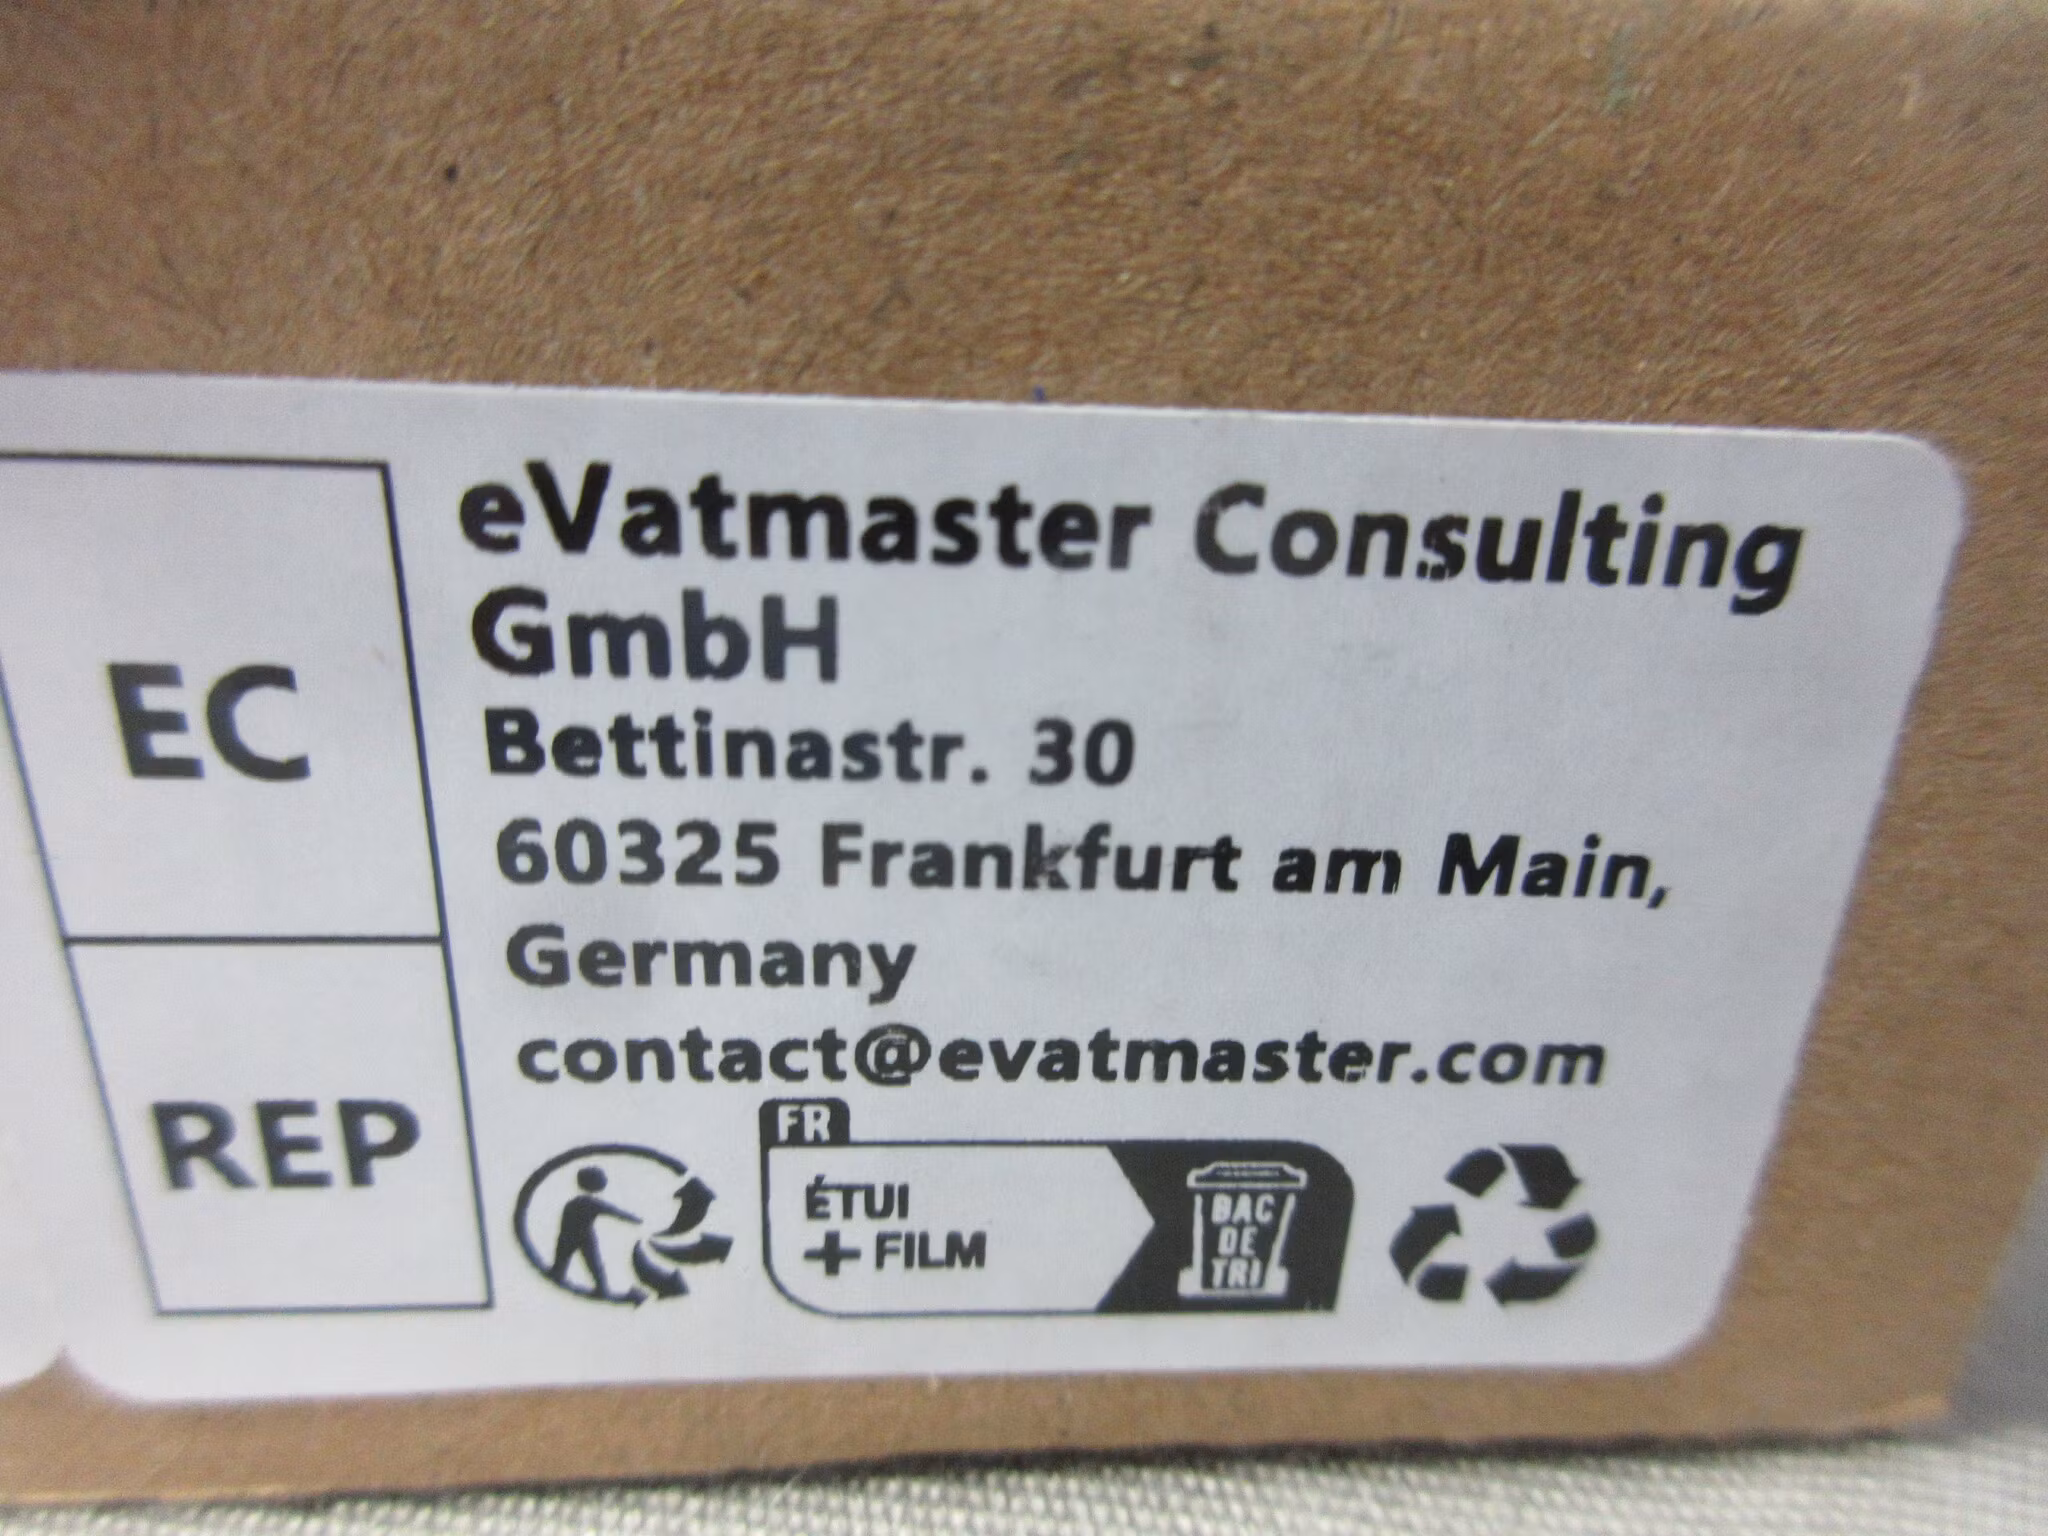 EC
REP
eVatmaster Consulting
GmbH
Bettinastr. 30
60325 Frankfurt am Main,
Germany
contact@evatmaster.com
FR
ÉTUI
+ FILM
BAC
DE
TRI